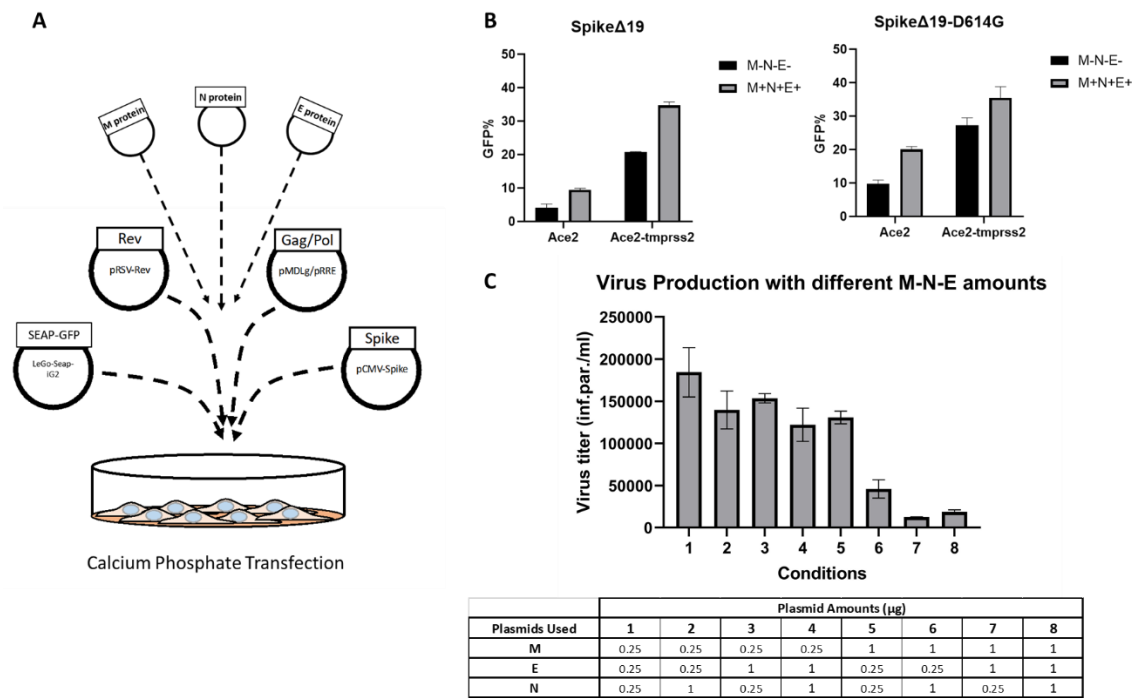 A
M protein
N protein
E protein
Rev
pRSV-Rev
Gag/Pol
pMDLg/pRRE
SEAP-GFP
LeGo-Seap-
iG2
Spike
pCMV-Spike
Calcium Phosphate Transfection
B
SpikeΔ19
GFP%
50
40
30
20
10
0
Ace2
Ace2-tmprss2
M-N-E-
M+N+E+
SpikeΔ19-D614G
GFP%
50
40
30
20
10
0
Ace2
Ace2-tmprss2
M-N-E-
M+N+E+
C
Virus Production with different M-N-E amounts
Virus titer (inf.par./ml)
250000
200000
150000
100000
50000
0
1 2 3 4 5 6 7 8
Conditions
Plasmid Amounts (µg)
Plasmids Used 1 2 3 4 5 6 7 8
M 0.25 0.25 0.25 0.25 1 1 1 1
E 0.25 0.25 1 1 0.25 0.25 1 1
N 0.25 1 0.25 1 0.25 1 0.25 1